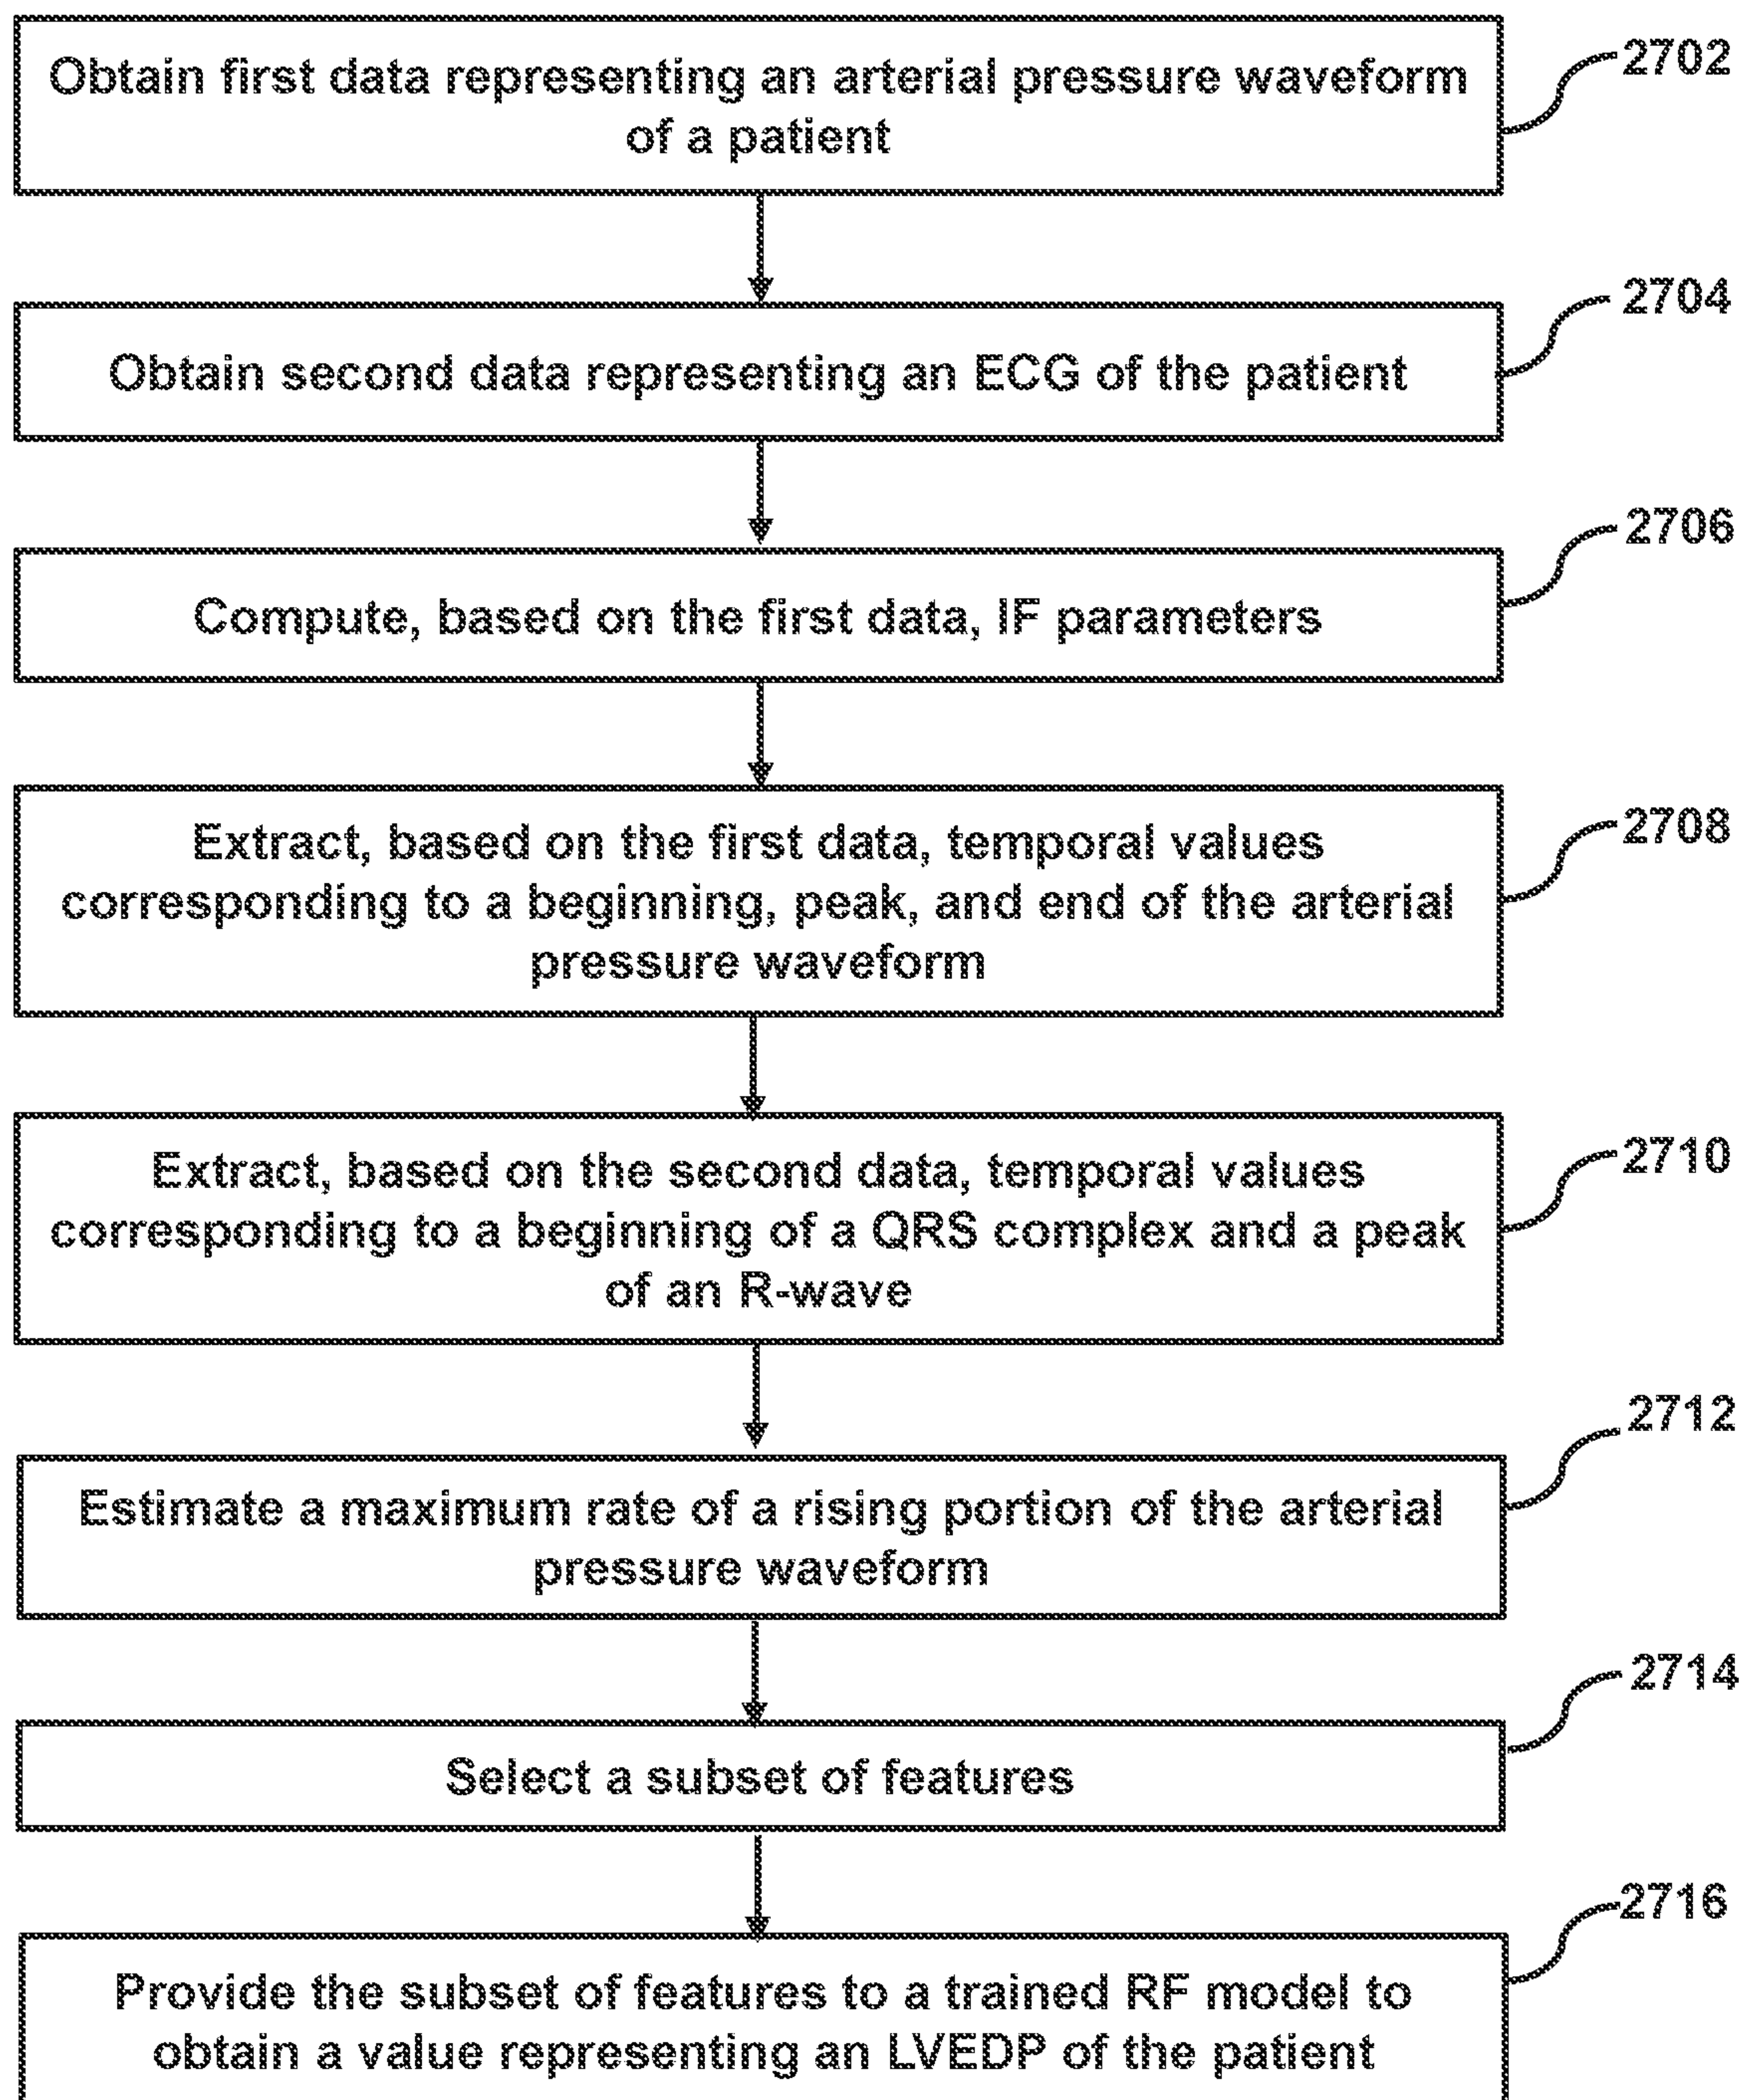 Obtain first data representing an arterial pressure waveform
of a patient
2702
Obtain second data representing an ECG of the patient
2704
Compute, based on the first data, IF parameters
2706
Extract, based on the first data, temporal values
corresponding to a beginning, peak, and end of the arterial
pressure waveform
2708
Extract, based on the second data, temporal values
corresponding to a beginning of a QRS complex and a peak
of an R-wave
2710
Estimate a maximum rate of a rising portion of the arterial
pressure waveform
2712
Select a subset of features
2714
Provide the subset of features to a trained RF model to
obtain a value representing an LVEDP of the patient
2716